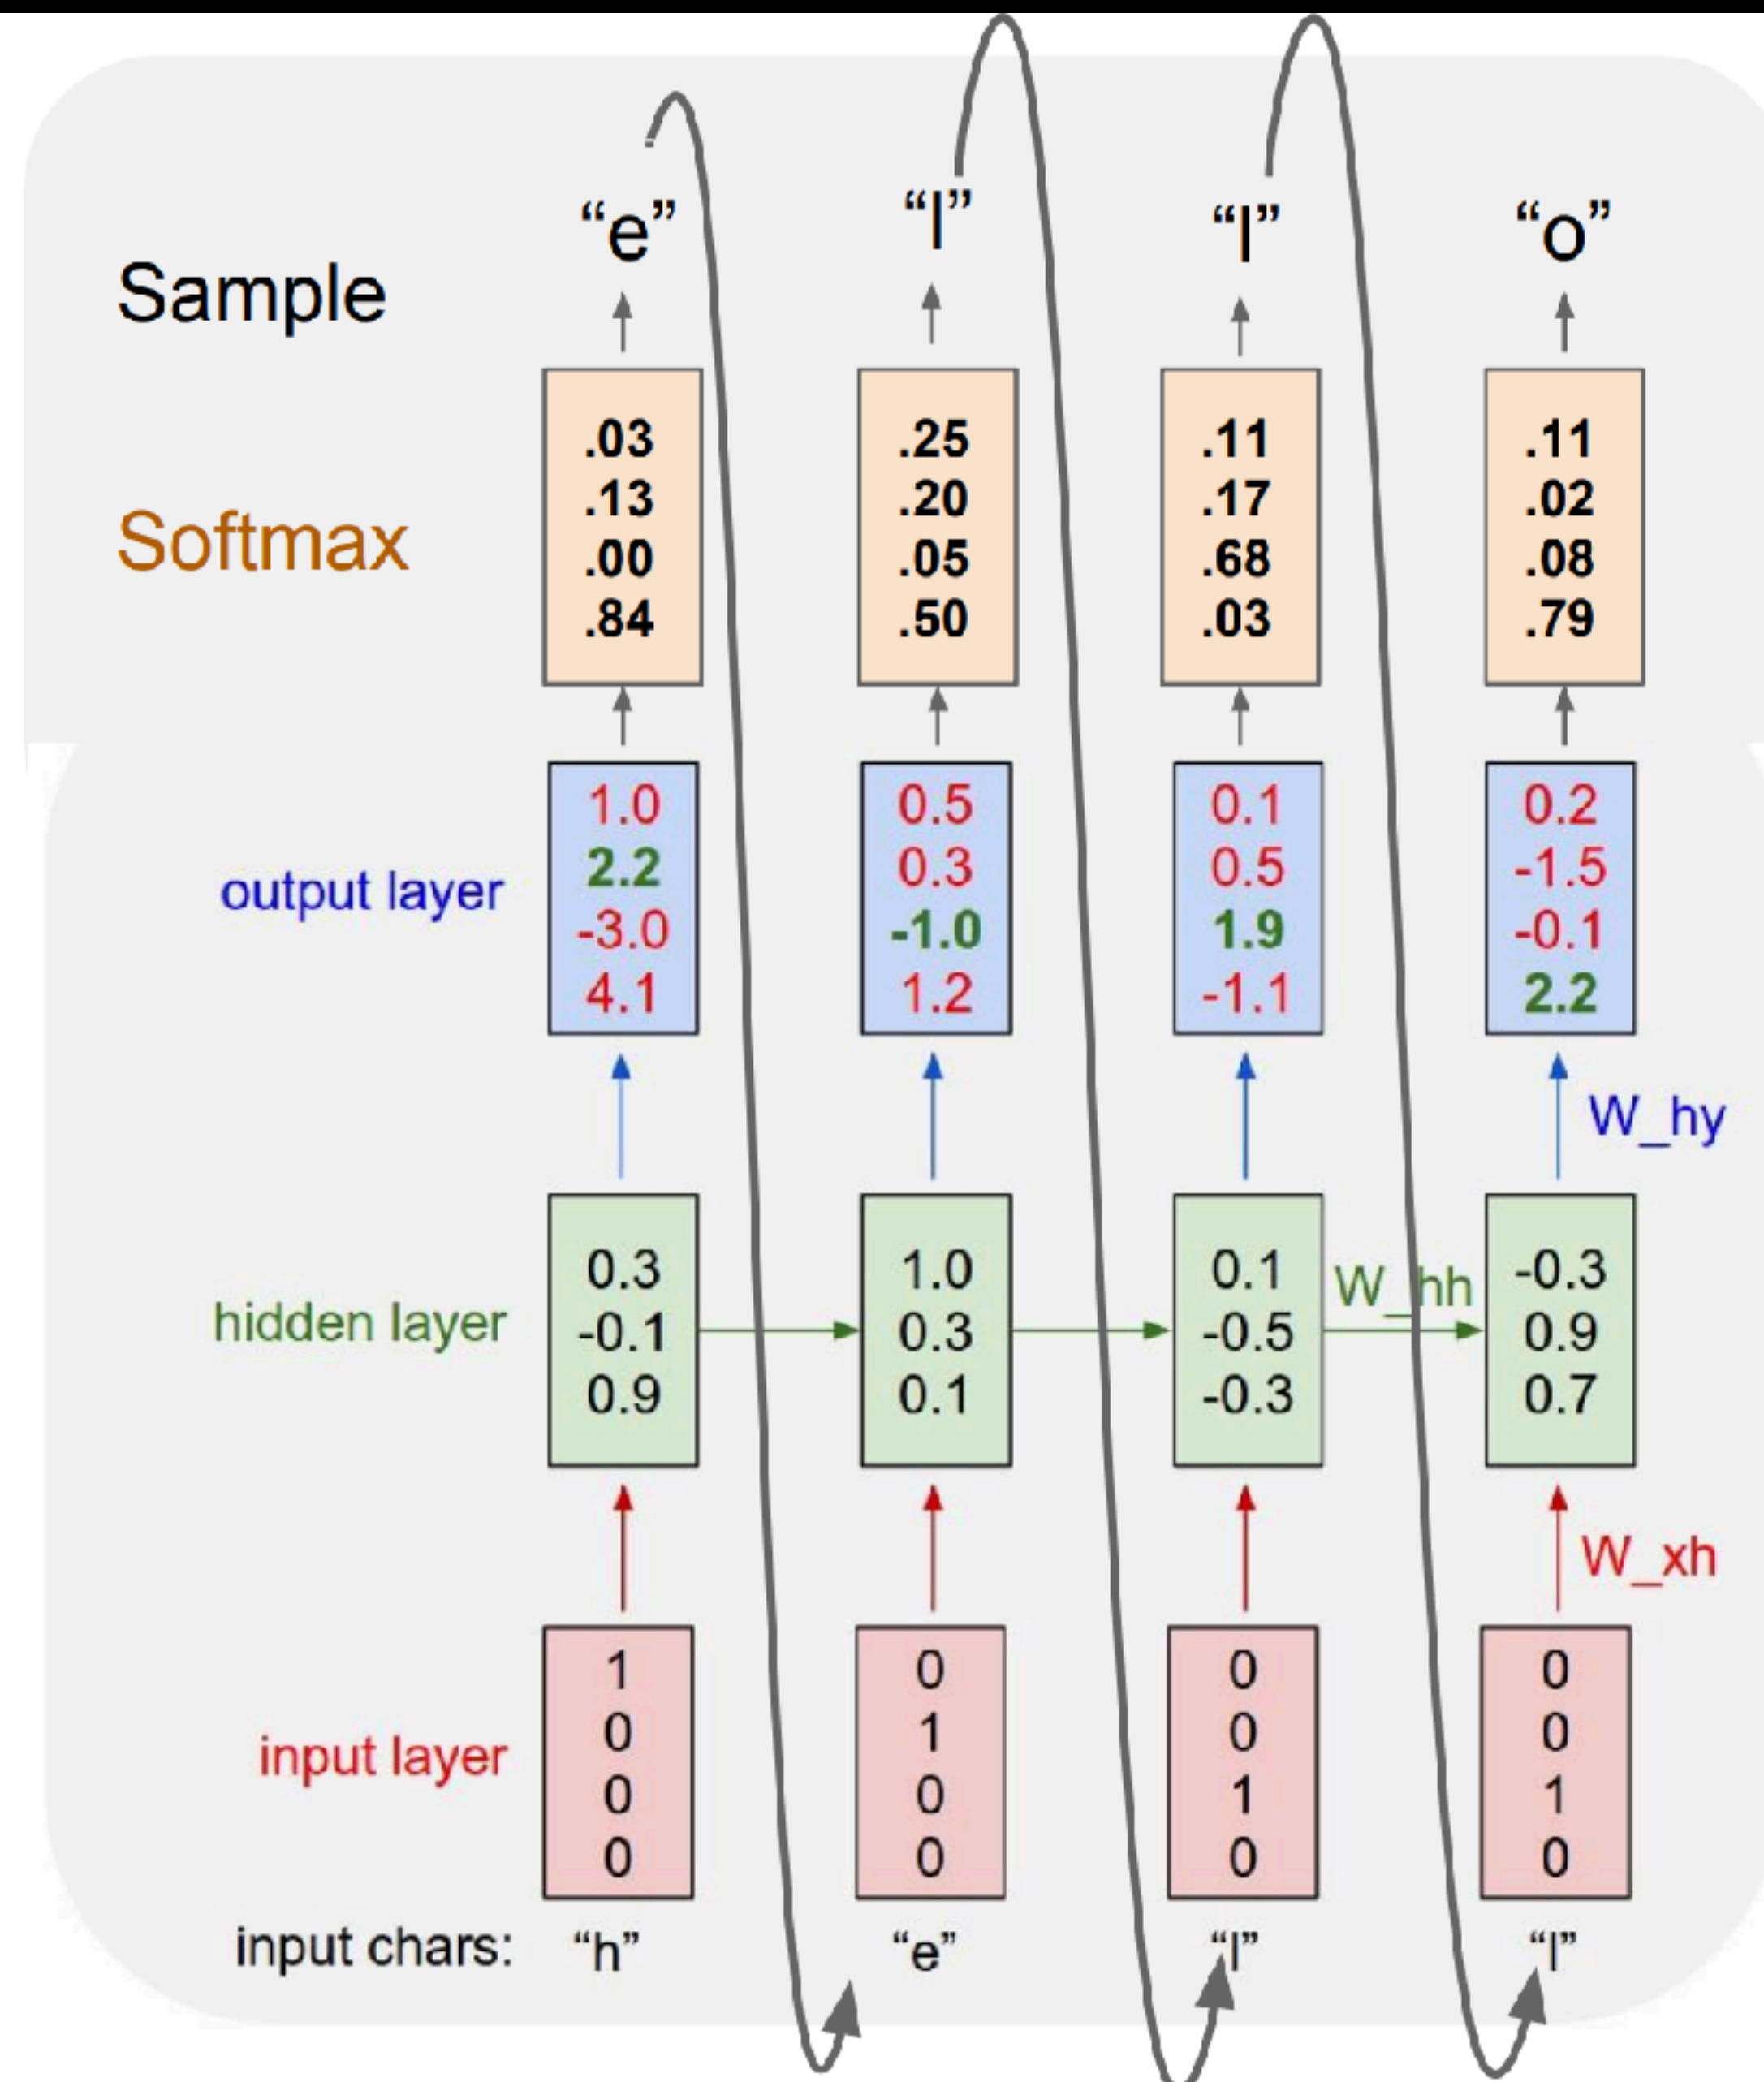 “e” “l” “l” “o”
Sample
.03 .25 .11 .11
.13 .20 .17 .02
Softmax
.00 .05 .68 .08
.84 .50 .03 .79
1.0 0.5 0.1 0.2
2.2 0.3 0.5 -1.5
output layer
-3.0 -1.0 1.9 -0.1
4.1 1.2 -1.1 2.2
W_hy
0.3 1.0 0.1 W_hh -0.3
hidden layer -0.1 0.3 -0.5 0.9
0.9 0.1 -0.3 0.7
W_xh
1 0 0 0
0 1 0 0
input layer
0 0 1 1
0 0 0 0
input chars: “h” “e” “l” “l”